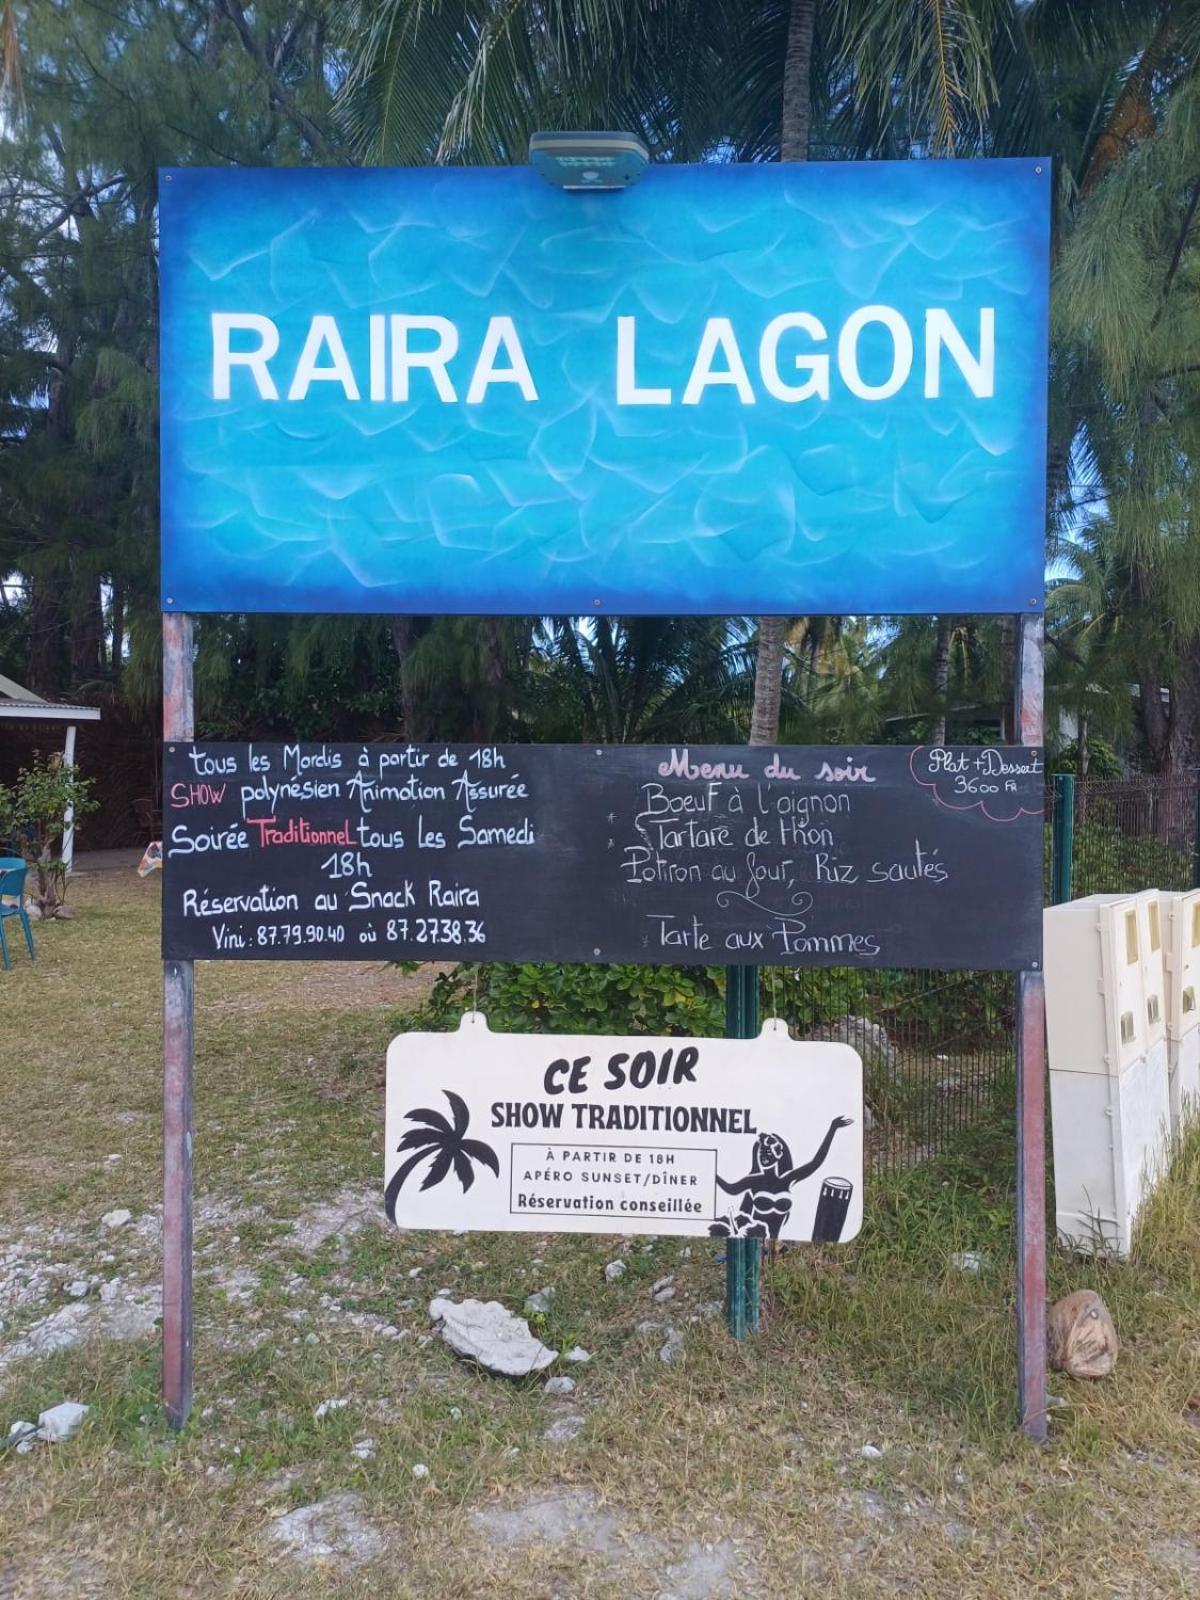 RAIRA LAGON
tous les Mardis à partir de 18h
SHOW polynésien Animation Assurée
Soirée Traditionnel tous les Samedi
18h
Réservation au Snack Raira
Vini: 87.79.90.40 où 87.27.38.36
Menu du soir
Plat + Dessert
3600 FR
Boeuf à l'oignon
* Tartare de thon
Potiron au four, Riz sautés
Tarte aux Pommes
CE SOIR
SHOW TRADITIONNEL
À PARTIR DE 18H
APÉRO SUNSET/DÎNER
Réservation conseillée